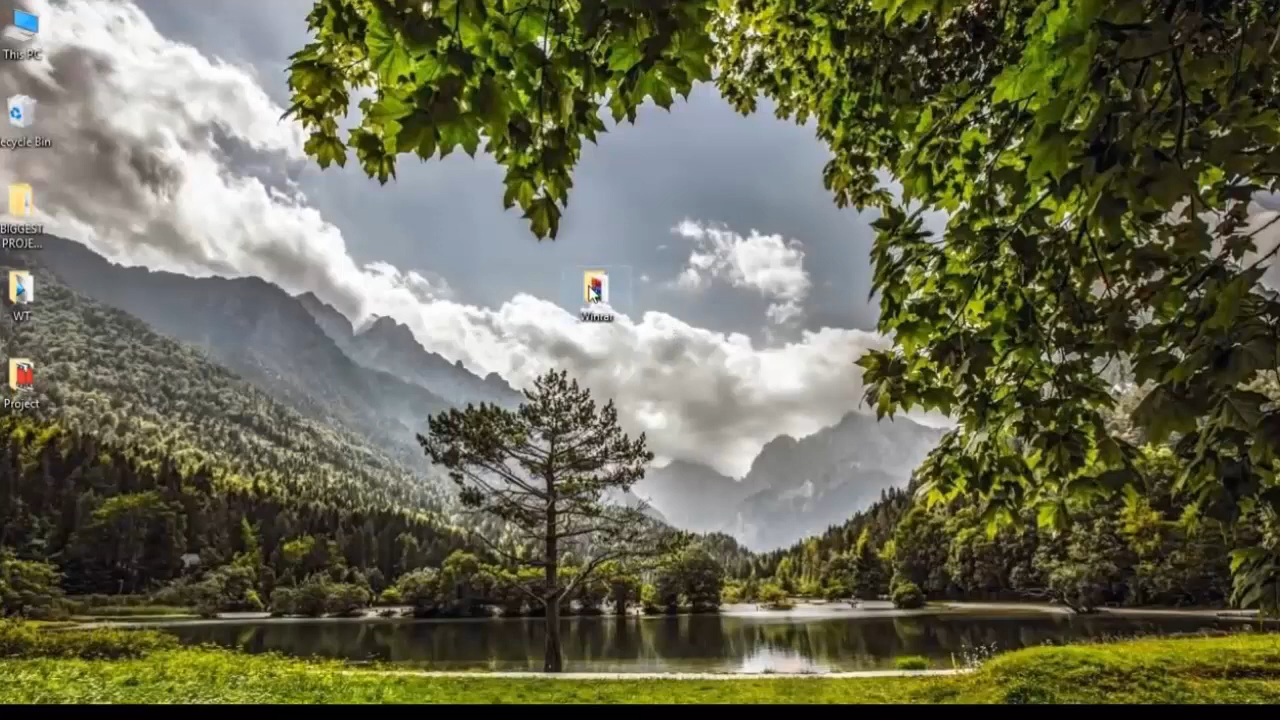 This PC
ecycle Bin
BIGGEST
PROJE...
WT
Project
Winrar